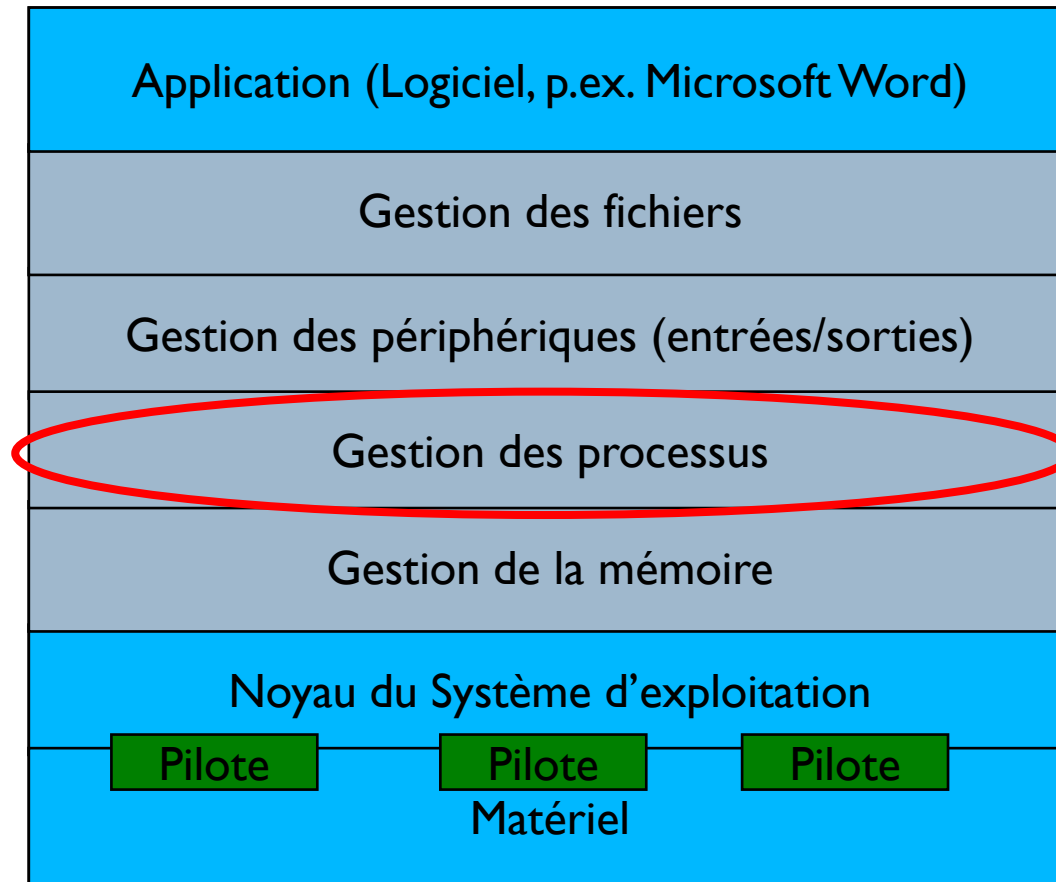 Application (Logiciel, p.ex. Microsoft Word)
Gestion des fichiers
Gestion des périphériques (entrées/sorties)
Gestion des processus
Gestion de la mémoire
Noyau du Système d’exploitation
Pilote Pilote Pilote
Matériel